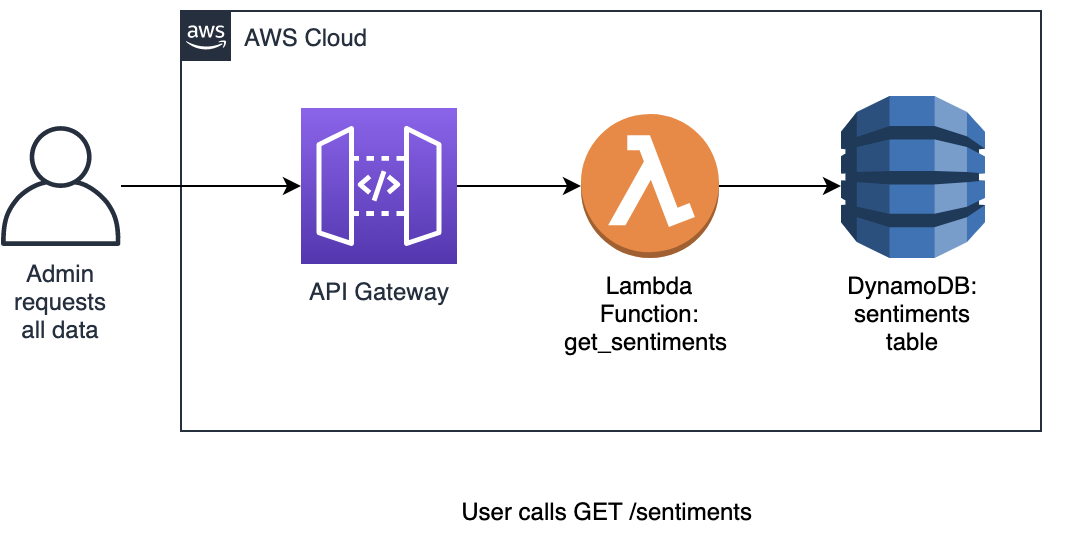 aws
AWS Cloud
</>
Admin
requests
all data
API Gateway
Lambda
Function:
get_sentiments
DynamoDB:
sentiments
table
User calls GET /sentiments